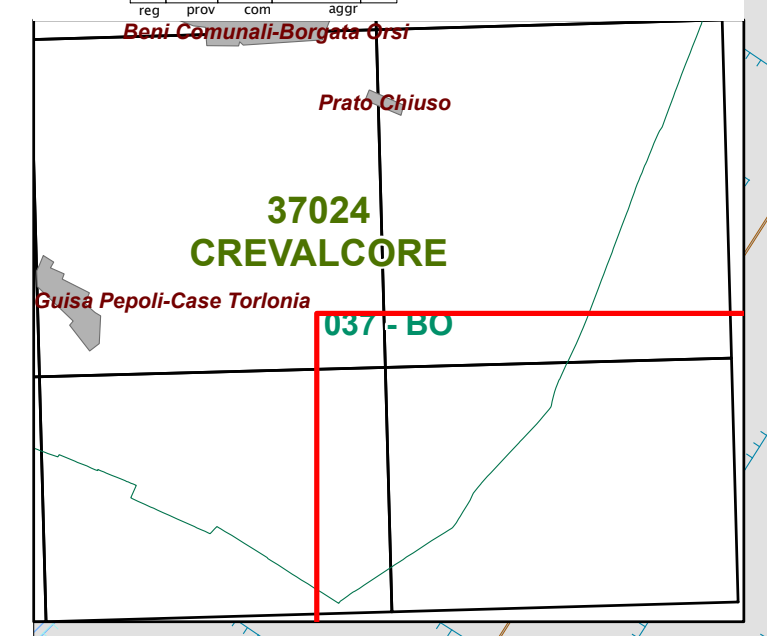 reg prov com aggr
Beni Comunali-Borgata Orsi
Prato Chiuso
37024
CREVALCORE
Guisa Pepoli-Case Torlonia
037 - BO